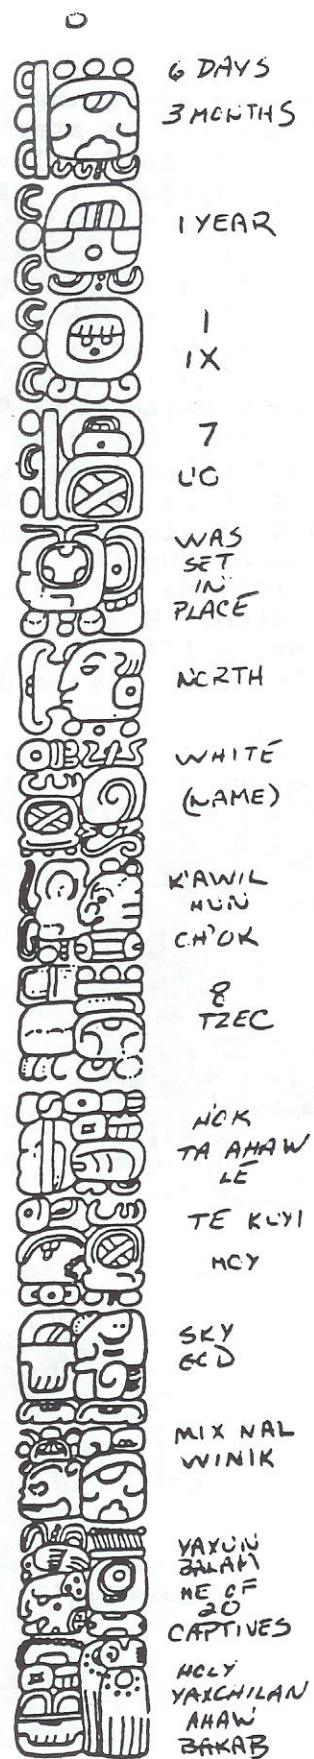 O
6 DAYS
3 MONTHS
1 YEAR
1
IX
7
UO
WAS
SET
IN
PLACE
NORTH
WHITE
(NAME)
K'AWIL
HUN
CH'OK
8
TZEC
HOK
TA AHAW
LE
TE KUYI
HOY
SKY
GOD
MIX NAL
WINIK
YAXUN
BALAM
HE OF
20
CAPTIVES
HOLY
YAXCHILAN
AHAW
BAKAB